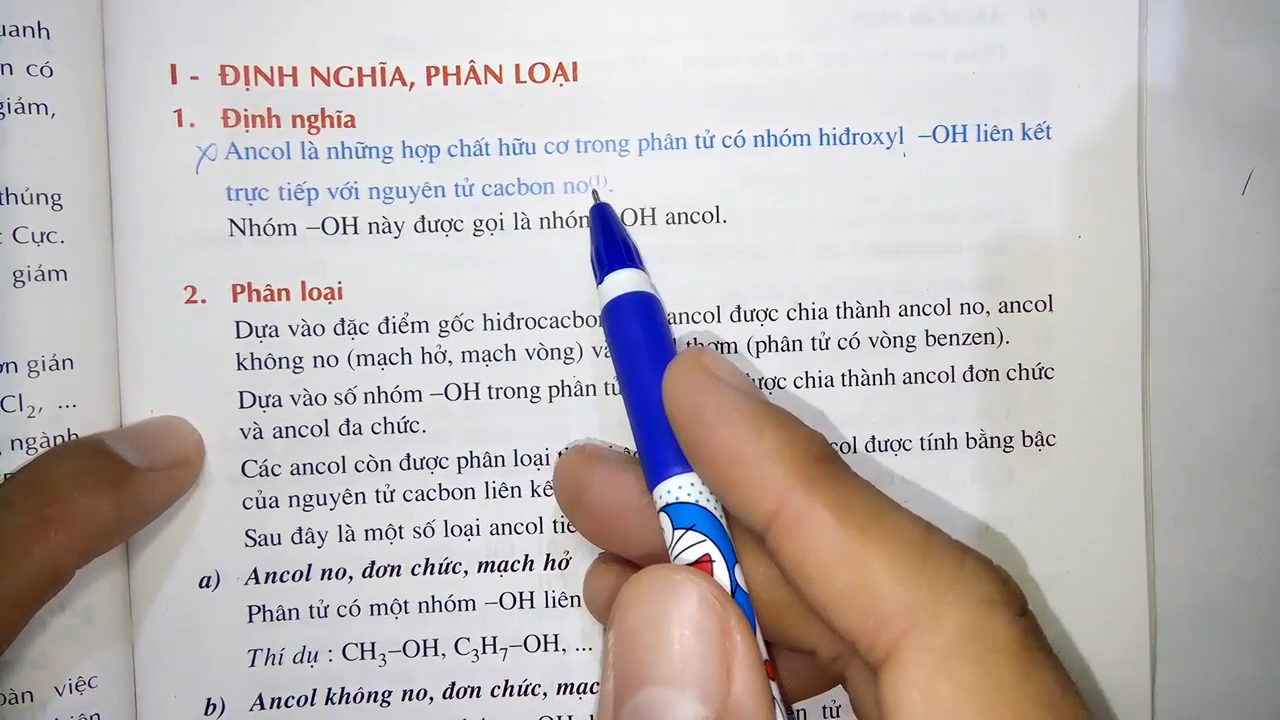 uanh
n có
giảm,
thúng
Cực.
giảm
ơn giản
Cl₂, ...
ngành
oàn việc
I - ĐỊNH NGHĨA, PHÂN LOẠI
1. Định nghĩa
Ancol là những hợp chất hữu cơ trong phân tử có nhóm hiđroxyl –OH liên kết
trực tiếp với nguyên tử cacbon no⁽¹⁾.
Nhóm –OH này được gọi là nhóm OH ancol.
2. Phân loại
Dựa vào đặc điểm gốc hiđrocacbon ancol được chia thành ancol no, ancol
không no (mạch hở, mạch vòng) và thơm (phân tử có vòng benzen).
Dựa vào số nhóm –OH trong phân tử được chia thành ancol đơn chức
và ancol đa chức.
Các ancol còn được phân loại col được tính bằng bậc
của nguyên tử cacbon liên kế
Sau đây là một số loại ancol tiê
a) Ancol no, đơn chức, mạch hở
Phân tử có một nhóm –OH liên
Thí dụ : CH₃–OH, C₃H₇–OH, ...
b) Ancol không no, đơn chức, mạc
ên tử